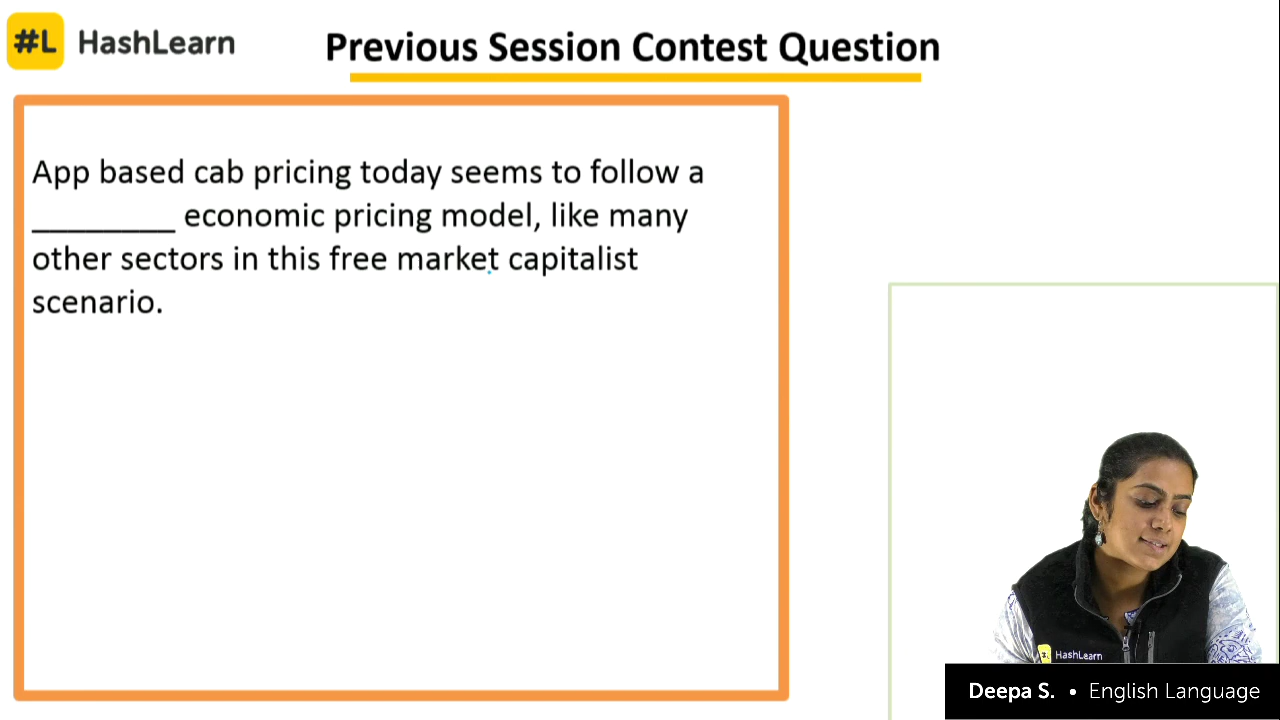 #L HashLearn
Previous Session Contest Question
App based cab pricing today seems to follow a
________ economic pricing model, like many
other sectors in this free market capitalist
scenario.
#L HashLearn
Deepa S. • English Language